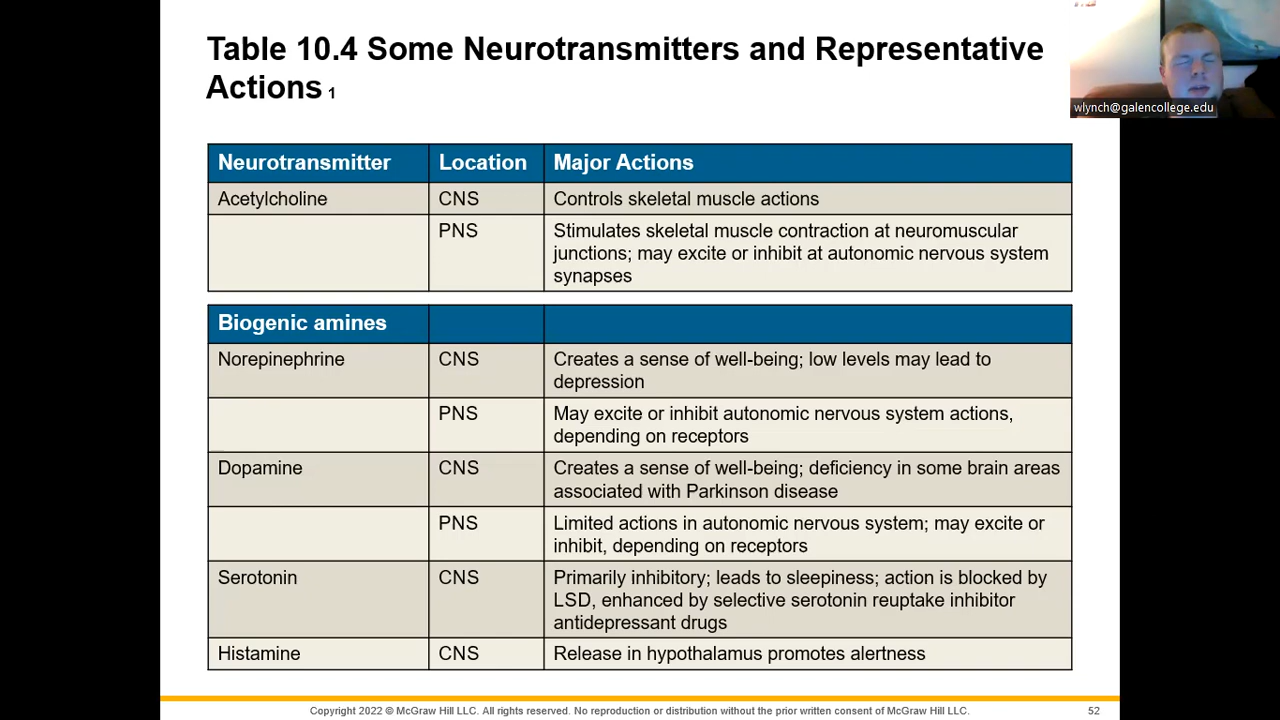 Table 10.4 Some Neurotransmitters and Representative
Actions 1
wlynch@galencollege.edu
Neurotransmitter Location Major Actions
Acetylcholine CNS Controls skeletal muscle actions
PNS Stimulates skeletal muscle contraction at neuromuscular
junctions; may excite or inhibit at autonomic nervous system
synapses
Biogenic amines
Norepinephrine CNS Creates a sense of well-being; low levels may lead to
depression
PNS May excite or inhibit autonomic nervous system actions,
depending on receptors
Dopamine CNS Creates a sense of well-being; deficiency in some brain areas
associated with Parkinson disease
PNS Limited actions in autonomic nervous system; may excite or
inhibit, depending on receptors
Serotonin CNS Primarily inhibitory; leads to sleepiness; action is blocked by
LSD, enhanced by selective serotonin reuptake inhibitor
antidepressant drugs
Histamine CNS Release in hypothalamus promotes alertness
Copyright 2022 © McGraw Hill LLC. All rights reserved. No reproduction or distribution without the prior written consent of McGraw Hill LLC. 52